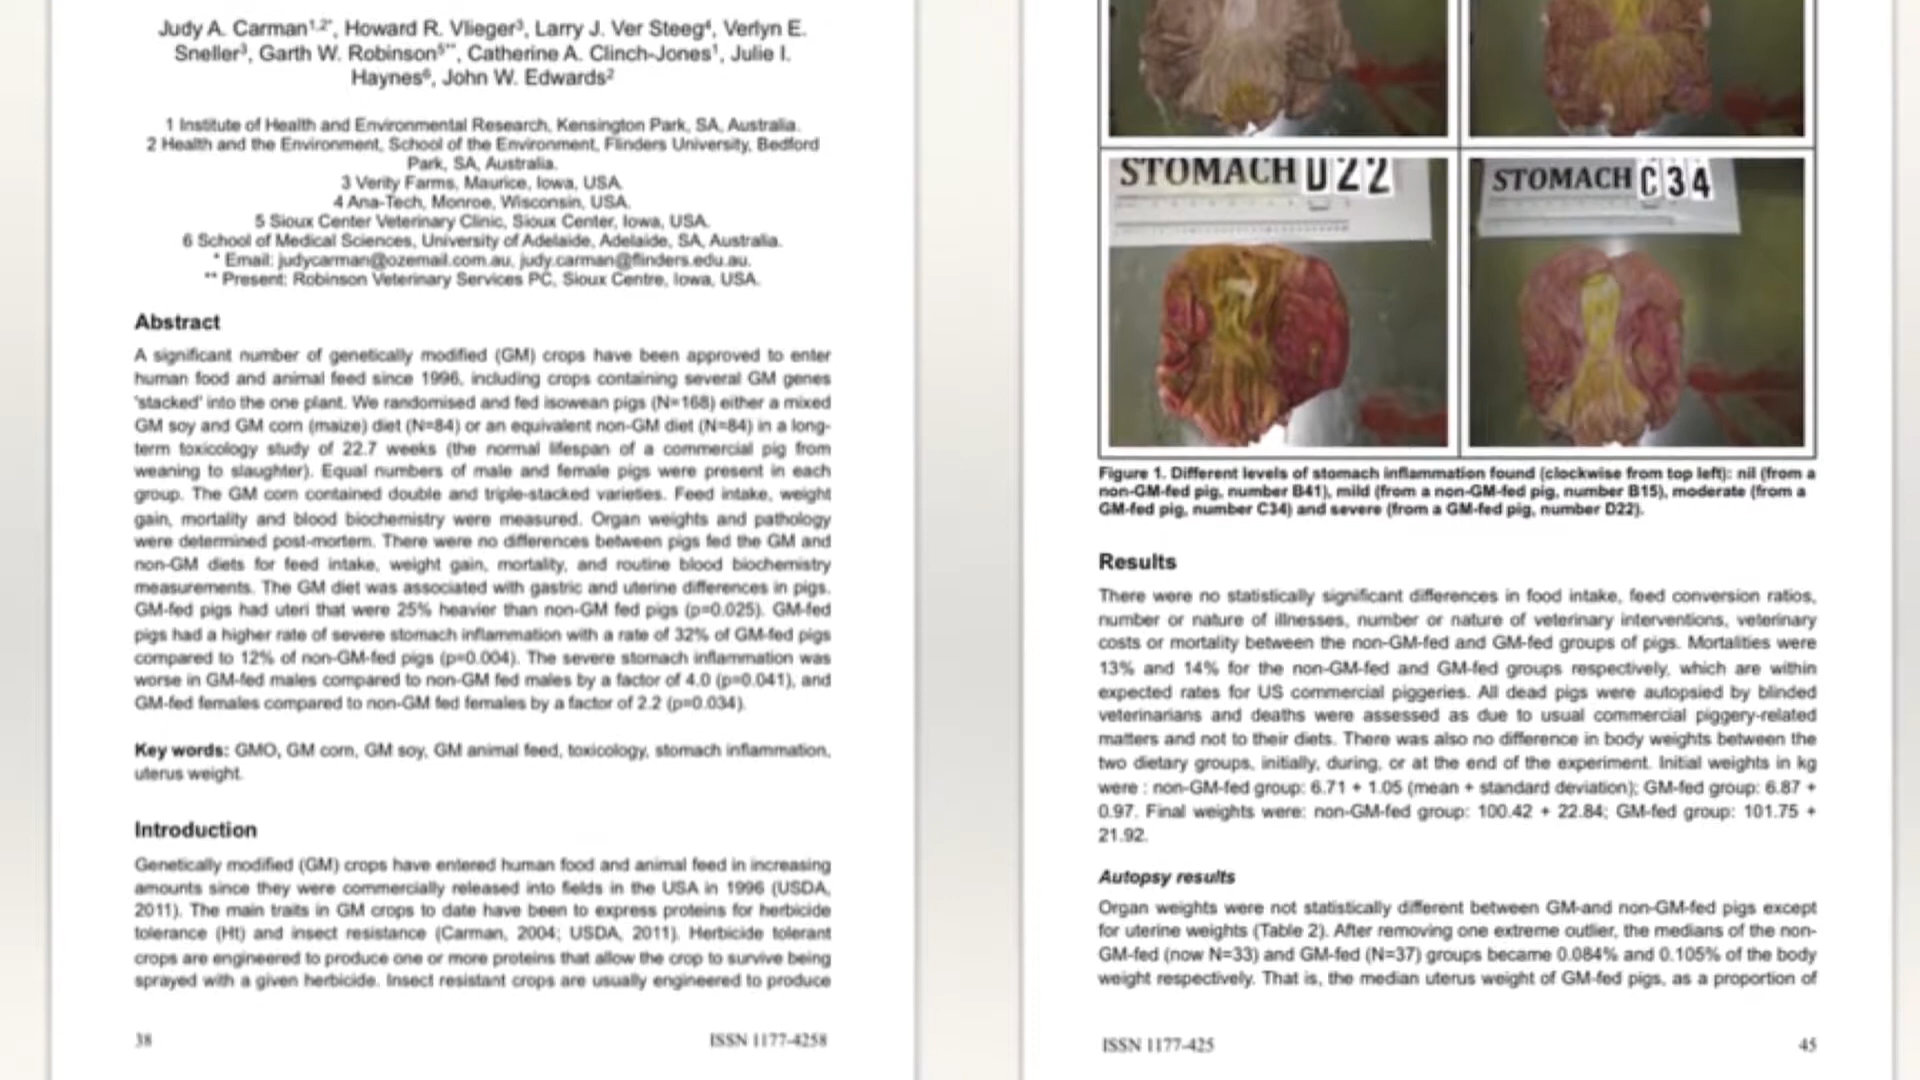 Judy A. Carman1,2*, Howard R. Vlieger3, Larry J. Ver Steeg4, Verlyn E.
Sneller3, Garth W. Robinson5**, Catherine A. Clinch-Jones1, Julie I.
Haynes6, John W. Edwards2
1 Institute of Health and Environmental Research, Kensington Park, SA, Australia.
2 Health and the Environment, School of the Environment, Flinders University, Bedford
Park, SA, Australia.
3 Verity Farms, Maurice, Iowa, USA
4 Ana-Tech, Monroe, Wisconsin, USA.
5 Sioux Center Veterinary Clinic, Sioux Center, Iowa, USA.
6 School of Medical Sciences, University of Adelaide, Adelaide, SA, Australia.
* Email: judycarman@ozemail.com.au, judy.carman@flinders.edu.au.
** Present: Robinson Veterinary Services PC, Sioux Centre, Iowa, USA.
Abstract
A significant number of genetically modified (GM) crops have been approved to enter
human food and animal feed since 1996, including crops containing several GM genes
'stacked' into the one plant. We randomised and fed isowean pigs (N=168) either a mixed
GM soy and GM corn (maize) diet (N=84) or an equivalent non-GM diet (N=84) in a long-
term toxicology study of 22.7 weeks (the normal lifespan of a commercial pig from
weaning to slaughter). Equal numbers of male and female pigs were present in each
group. The GM corn contained double and triple-stacked varieties. Feed intake, weight
gain, mortality and blood biochemistry were measured. Organ weights and pathology
were determined post-mortem. There were no differences between pigs fed the GM and
non-GM diets for feed intake, weight gain, mortality, and routine blood biochemistry
measurements. The GM diet was associated with gastric and uterine differences in pigs.
GM-fed pigs had uteri that were 25% heavier than non-GM fed pigs (p=0.025). GM-fed
pigs had a higher rate of severe stomach inflammation with a rate of 32% of GM-fed pigs
compared to 12% of non-GM-fed pigs (p=0.004). The severe stomach inflammation was
worse in GM-fed males compared to non-GM fed males by a factor of 4.0 (p=0.041), and
GM-fed females compared to non-GM fed females by a factor of 2.2 (p=0.034).
Key words: GMO, GM corn, GM soy, GM animal feed, toxicology, stomach inflammation,
uterus weight.
Introduction
Genetically modified (GM) crops have entered human food and animal feed in increasing
amounts since they were commercially released into fields in the USA in 1996 (USDA,
2011). The main traits in GM crops to date have been to express proteins for herbicide
tolerance (Ht) and insect resistance (Carman, 2004; USDA, 2011). Herbicide tolerant
crops are engineered to produce one or more proteins that allow the crop to survive being
sprayed with a given herbicide. Insect resistant crops are usually engineered to produce
38 ISSN 1177-4258
STOMACH D22
STOMACH C34
Figure 1. Different levels of stomach inflammation found (clockwise from top left): nil (from a
non-GM-fed pig, number B41), mild (from a non-GM-fed pig, number B15), moderate (from a
GM-fed pig, number C34) and severe (from a GM-fed pig, number D22).
Results
There were no statistically significant differences in food intake, feed conversion ratios,
number or nature of illnesses, number or nature of veterinary interventions, veterinary
costs or mortality between the non-GM-fed and GM-fed groups of pigs. Mortalities were
13% and 14% for the non-GM-fed and GM-fed groups respectively, which are within
expected rates for US commercial piggeries. All dead pigs were autopsied by blinded
veterinarians and deaths were assessed as due to usual commercial piggery-related
matters and not to their diets. There was also no difference in body weights between the
two dietary groups, initially, during, or at the end of the experiment. Initial weights in kg
were : non-GM-fed group: 6.71 + 1.05 (mean + standard deviation); GM-fed group: 6.87 +
0.97. Final weights were: non-GM-fed group: 100.42 + 22.84; GM-fed group: 101.75 +
21.92.
Autopsy results
Organ weights were not statistically different between GM-and non-GM-fed pigs except
for uterine weights (Table 2). After removing one extreme outlier, the medians of the non-
GM-fed (now N=33) and GM-fed (N=37) groups became 0.084% and 0.105% of the body
weight respectively. That is, the median uterus weight of GM-fed pigs, as a proportion of
ISSN 1177-425 45